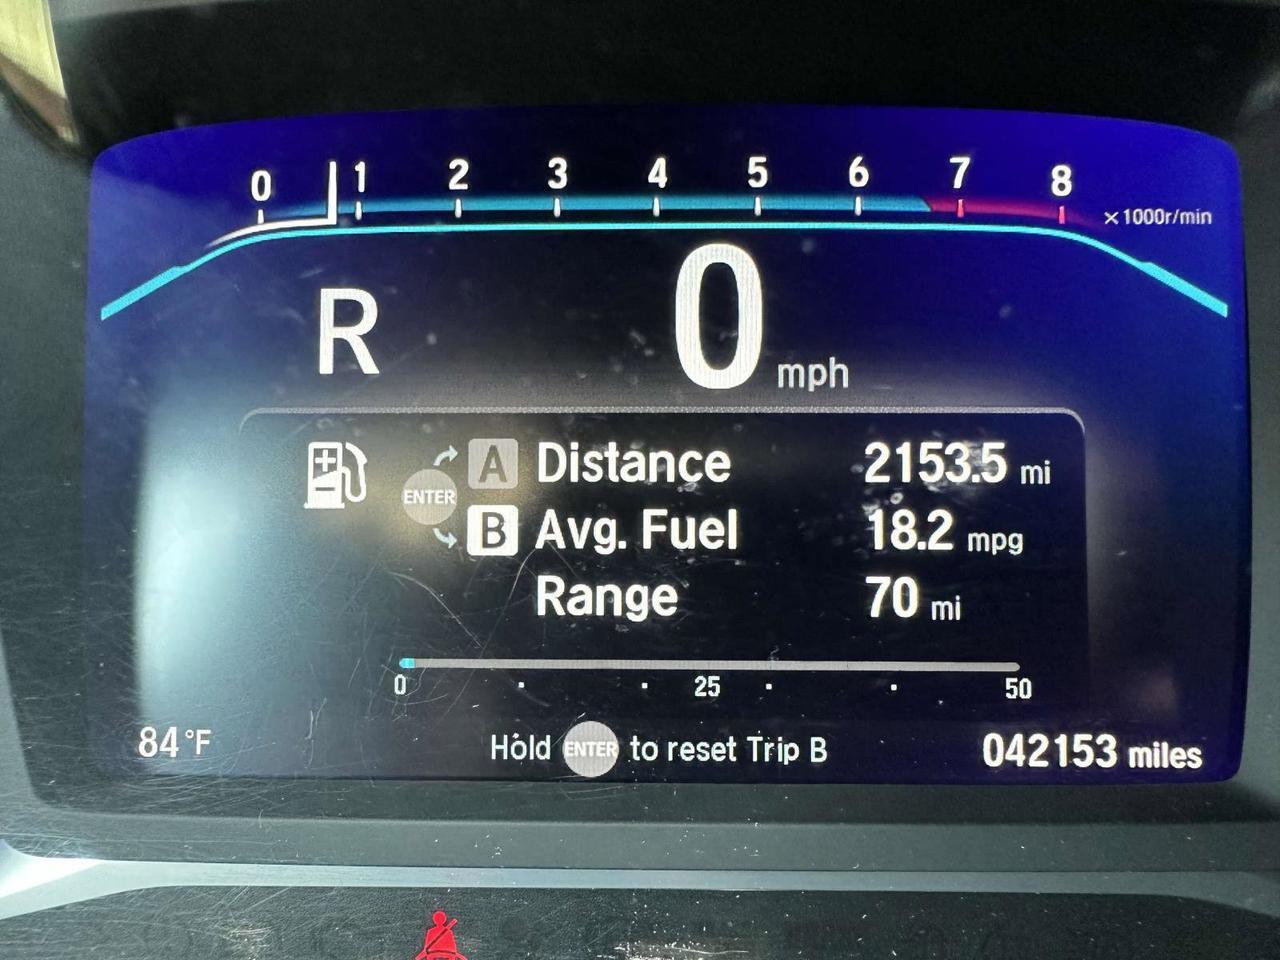 0 1 2 3 4 5 6 7 8
×1000r/min
R 0 mph
A Distance 2153.5 mi
ENTER
B Avg. Fuel 18.2 mpg
Range 70 mi
0 · · 25 · · 50
84°F
Hold ENTER to reset Trip B
042153 miles